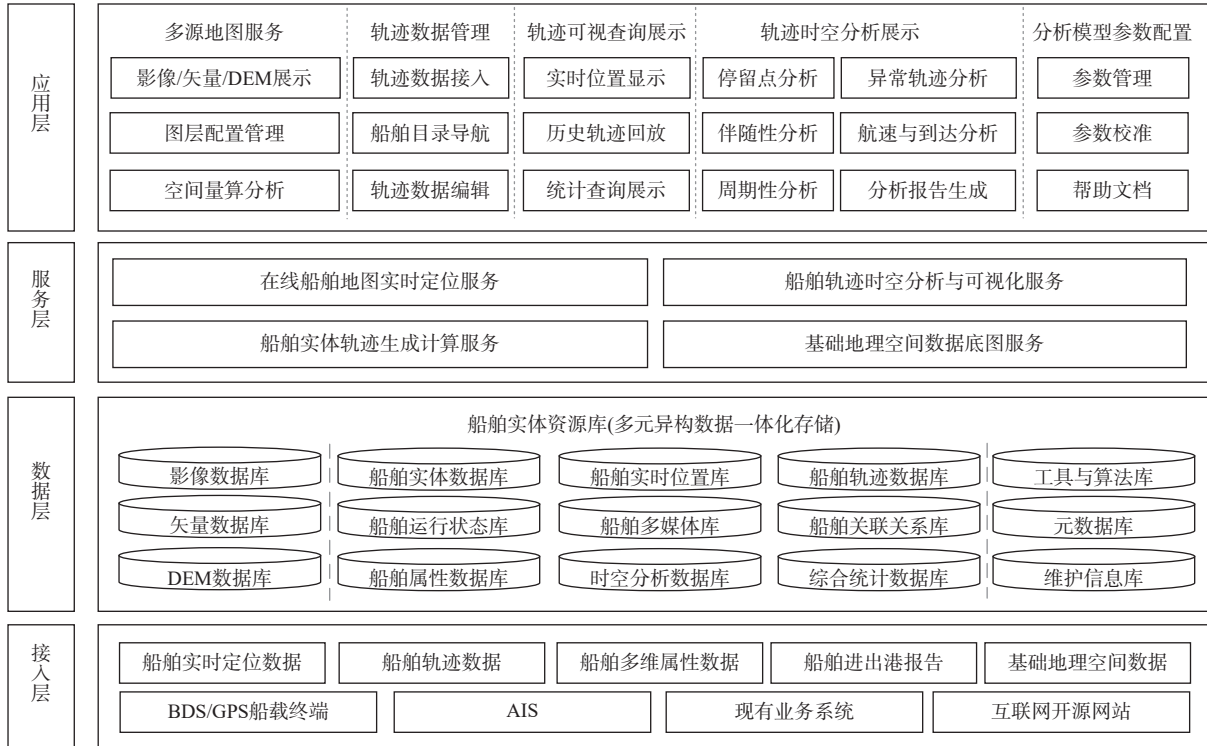 应用层
多源地图服务
轨迹数据管理
轨迹可视查询展示
轨迹时空分析展示
分析模型参数配置
影像/矢量/DEM展示
轨迹数据接入
实时位置显示
停留点分析
异常轨迹分析
参数管理
图层配置管理
船舶目录导航
历史轨迹回放
伴随性分析
航速与到达分析
参数校准
空间量算分析
轨迹数据编辑
统计查询展示
周期性分析
分析报告生成
帮助文档
服务层
在线船舶地图实时定位服务
船舶轨迹时空分析与可视化服务
船舶实体轨迹生成计算服务
基础地理空间数据底图服务
数据层
船舶实体资源库(多元异构数据一体化存储)
影像数据库
船舶实体数据库
船舶实时位置库
船舶轨迹数据库
工具与算法库
矢量数据库
船舶运行状态库
船舶多媒体库
船舶关联关系库
元数据库
DEM数据库
船舶属性数据库
时空分析数据库
综合统计数据库
维护信息库
接入层
船舶实时定位数据
船舶轨迹数据
船舶多维属性数据
船舶进出港报告
基础地理空间数据
BDS/GPS船载终端
AIS
现有业务系统
互联网开源网站